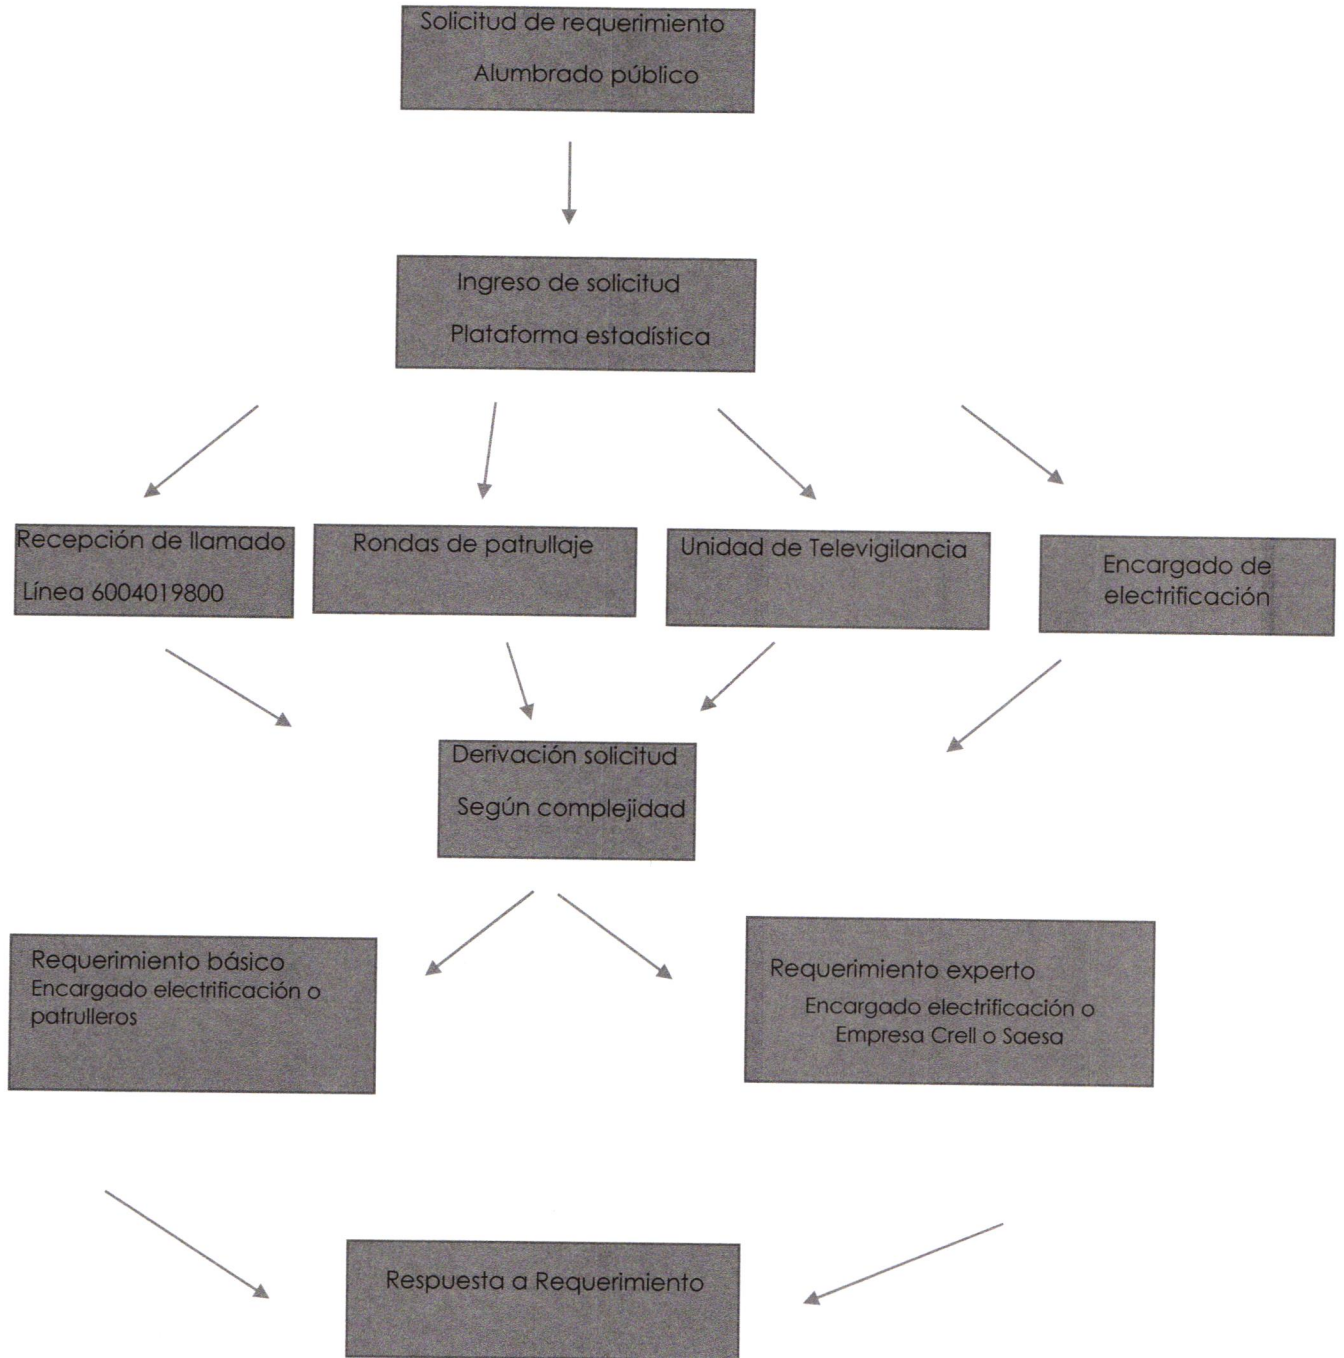 Solicitud de requerimiento
Alumbrado público
Ingreso de solicitud
Plataforma estadística
Recepción de llamado
Línea 6004019800
Rondas de patrullaje
Unidad de Televigilancia
Encargado de
electrificación
Derivación solicitud
Según complejidad
Requerimiento básico
Encargado electrificación o
patrulleros
Requerimiento experto
Encargado electrificación o
Empresa Crell o Saesa
Respuesta a Requerimiento